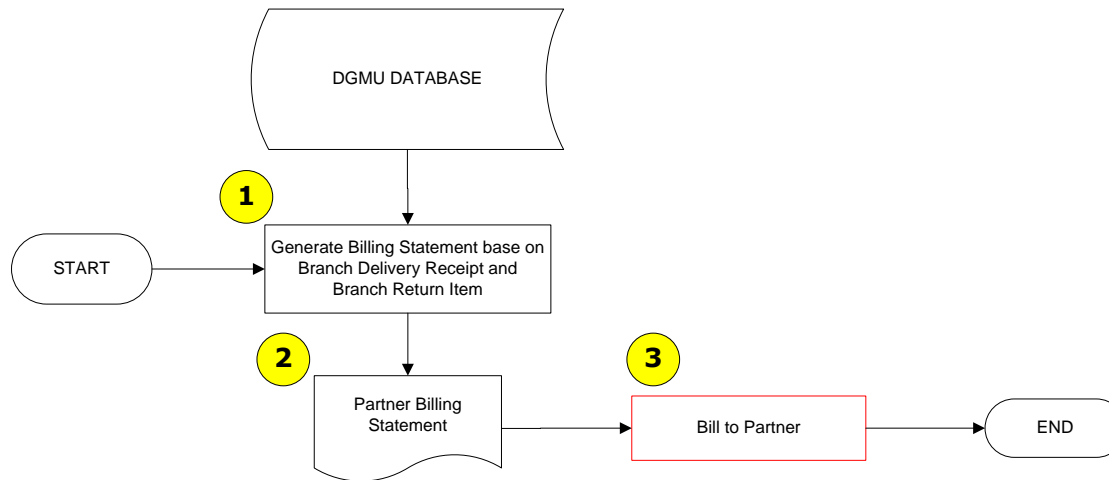 DGMU DATABASE
1
START
Generate Billing Statement base on
Branch Delivery Receipt and
Branch Return Item
2
Partner Billing
Statement
3
Bill to Partner
END